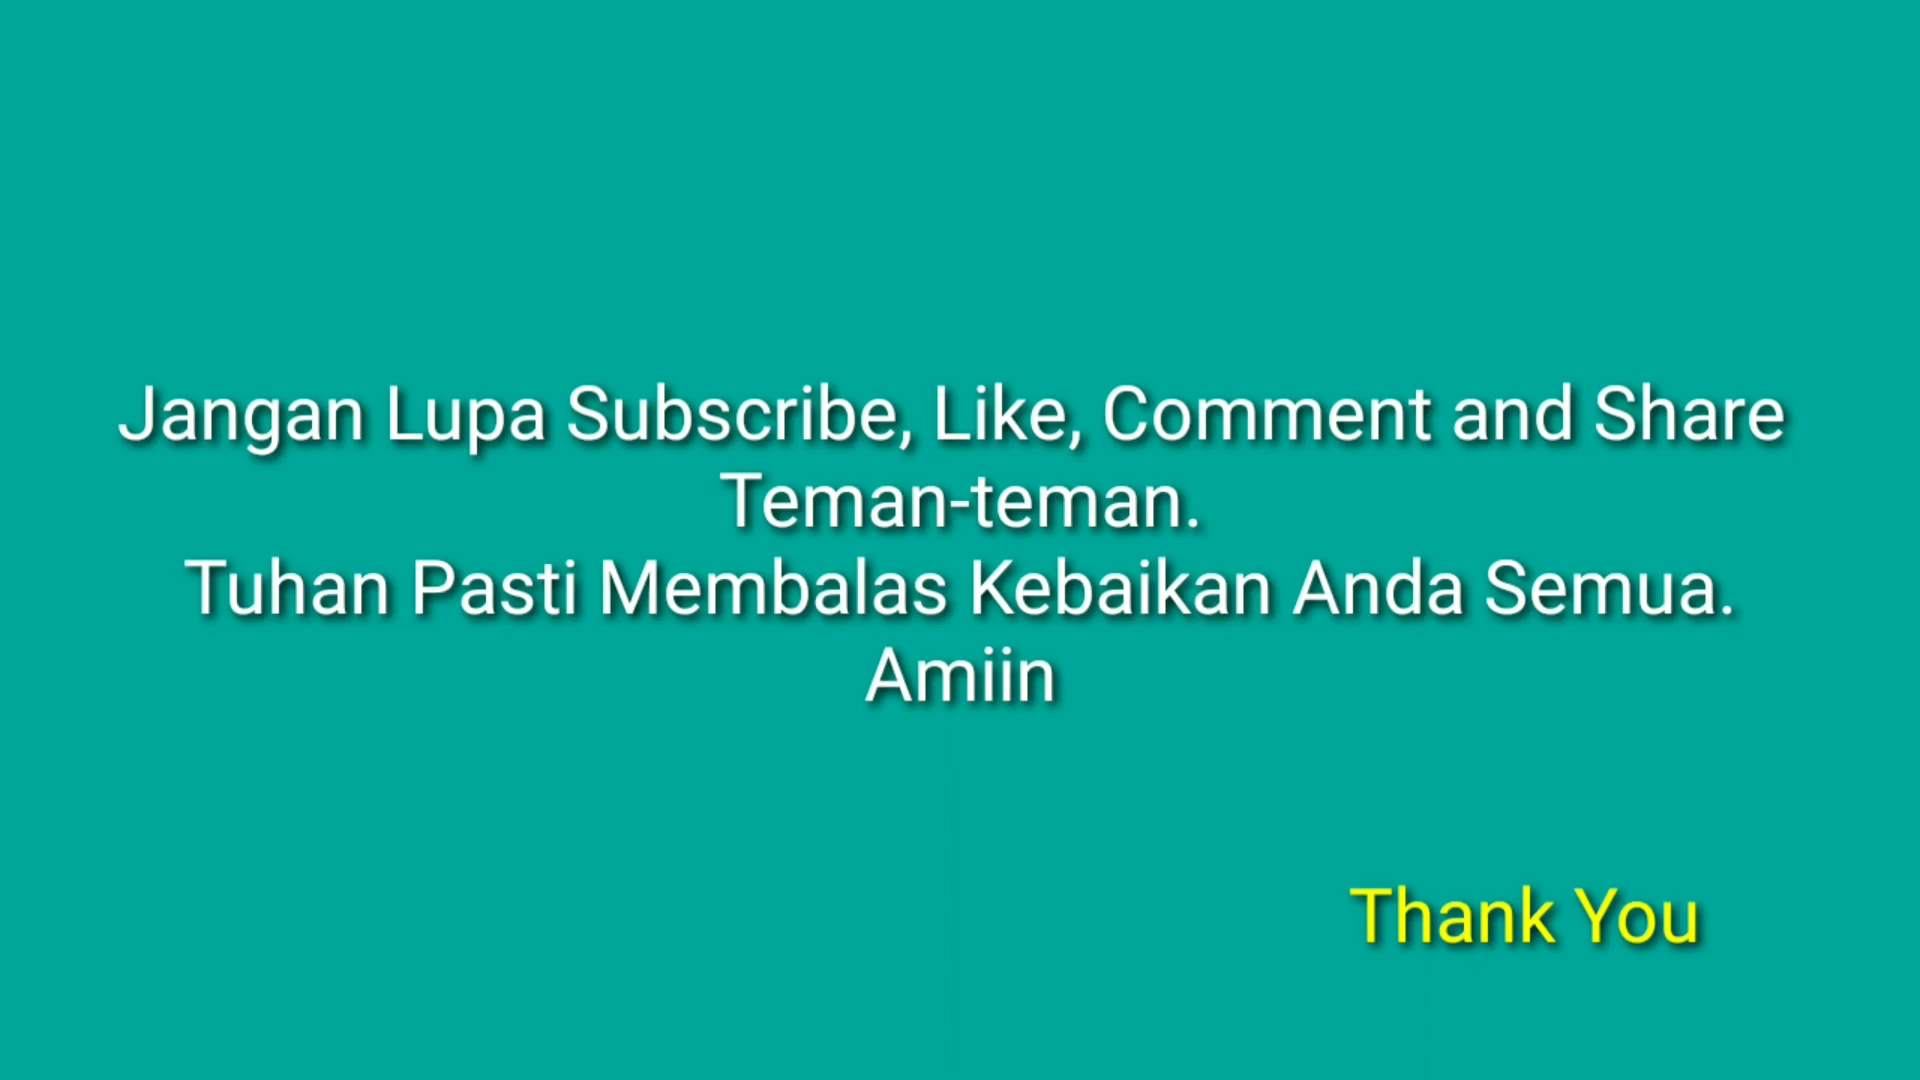 Jangan Lupa Subscribe, Like, Comment and Share
Teman-teman.
Tuhan Pasti Membalas Kebaikan Anda Semua.
Amiin
Thank You